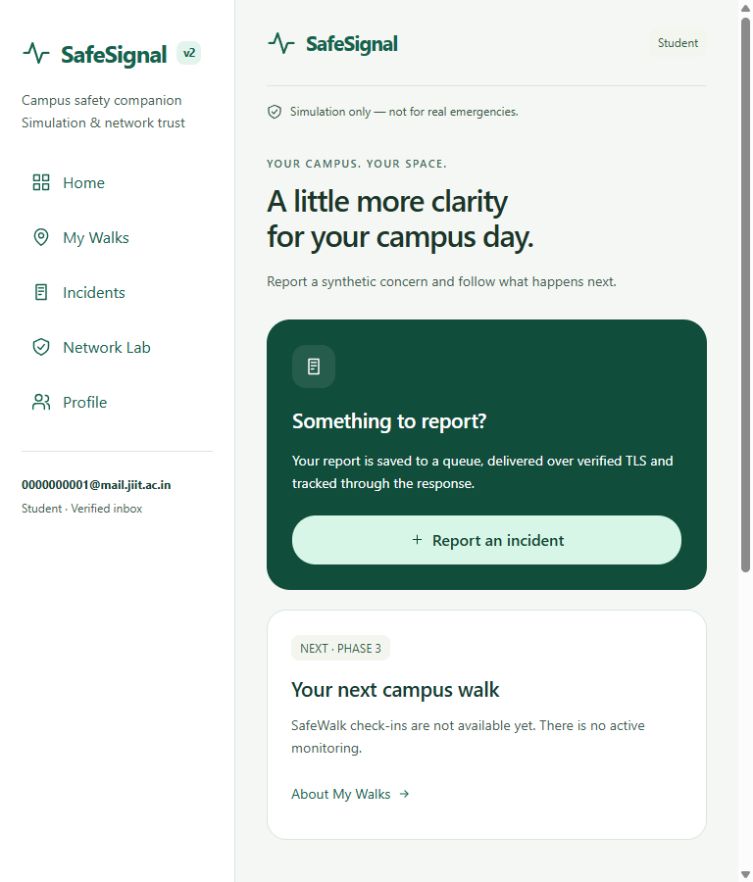 SafeSignal v2
Campus safety companion
Simulation & network trust
Home
My Walks
Incidents
Network Lab
Profile
0000000001@mail.jiit.ac.in
Student · Verified inbox
SafeSignal
Student
Simulation only — not for real emergencies.
YOUR CAMPUS. YOUR SPACE.
A little more clarity
for your campus day.
Report a synthetic concern and follow what happens next.
Something to report?
Your report is saved to a queue, delivered over verified TLS and
tracked through the response.
+ Report an incident
NEXT · PHASE 3
Your next campus walk
SafeWalk check-ins are not available yet. There is no active
monitoring.
About My Walks →